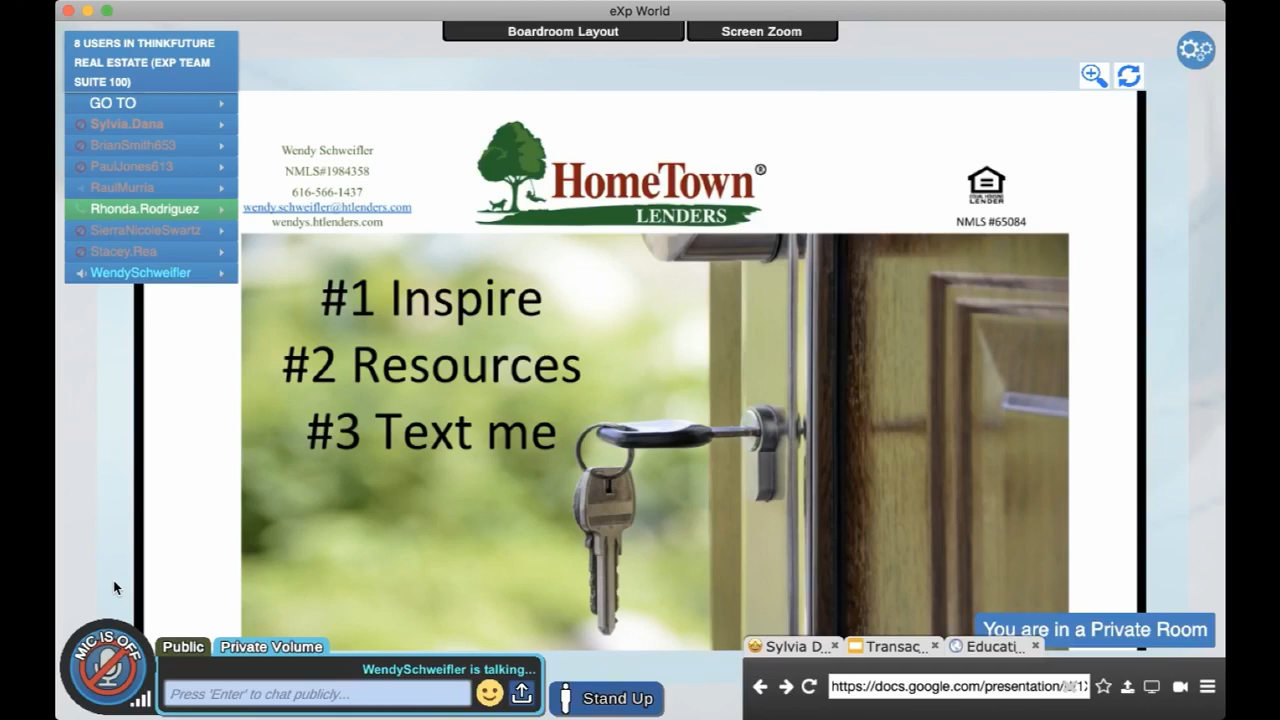 eXp World
Boardroom Layout
Screen Zoom
8 USERS IN THINKFUTURE
REAL ESTATE (EXP TEAM
SUITE 100)
GO TO
Sylvia.Dana
BrianSmith653
PaulJones613
RaulMurria
Rhonda.Rodriguez
SierraNicoleSwartz
Stacey.Rea
WendySchweifler
Wendy Schweifler
NMLS#1984358
616-566-1437
wendy.schweifler@htlenders.com
wendys.htlenders.com
HomeTown®
LENDERS
EQUAL HOUSING
LENDER
NMLS #65084
#1 Inspire
#2 Resources
#3 Text me
You are in a Private Room
MIC IS OFF
Public
Private Volume
WendySchweifler is talking...
Press 'Enter' to chat publicly...
Stand Up
Sylvia D...
Transac...
Educati...
https://docs.google.com/presentation/